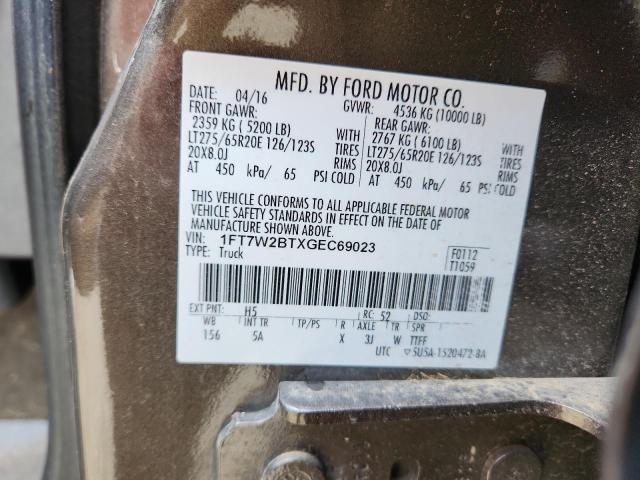 MFD. BY FORD MOTOR CO.
DATE: 04/16 GVWR: 4536 KG (10000 LB)
FRONT GAWR: REAR GAWR:
2359 KG ( 5200 LB) WITH 2767 KG ( 6100 LB) WITH
LT275/65R20E 126/123S TIRES LT275/65R20E 126/123S TIRES
20X8.0J RIMS 20X8.0J RIMS
AT 450 kPa/ 65 PSI COLD AT 450 kPa/ 65 PSI COLD
THIS VEHICLE CONFORMS TO ALL APPLICABLE FEDERAL MOTOR
VEHICLE SAFETY STANDARDS IN EFFECT ON THE DATE OF
MANUFACTURE SHOWN ABOVE.
VIN: 1FT7W2BTXGEC69023
TYPE: Truck
F0112
T1059
EXT PNT: H5 RC: 52 DSO:
WB INT TR TP/PS R AXLE TR SPR
156 5A X 3J W TTFF
UTC ▽5U5A-1520472-BA